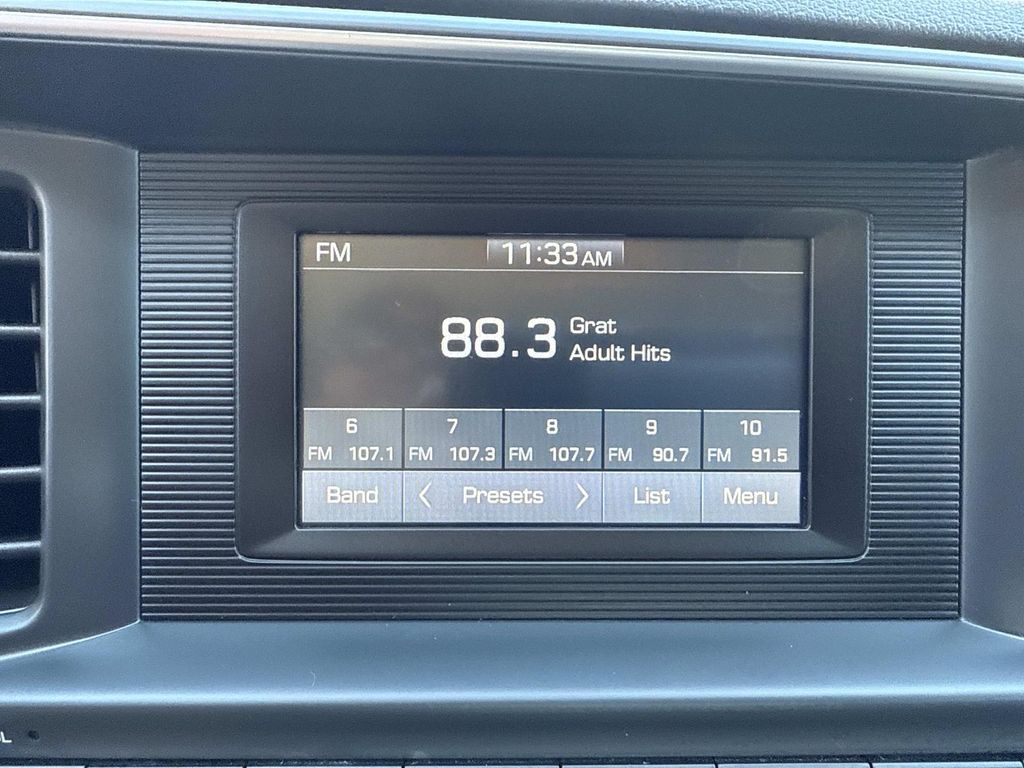 FM 11:33 AM
88.3 Grat
Adult Hits
6 7 8 9 10
FM 107.1 FM 107.3 FM 107.7 FM 90.7 FM 91.5
Band < Presets > List Menu